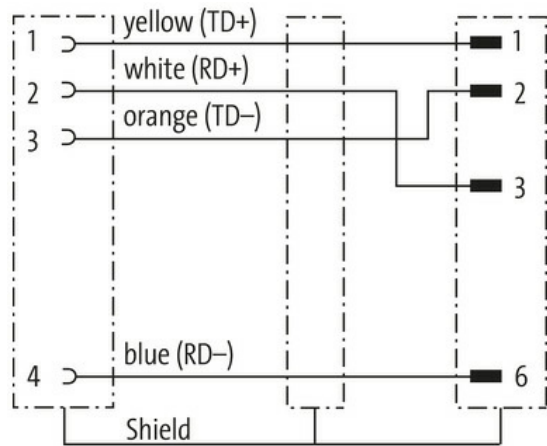 1 yellow (TD+) 1
2 white (RD+) 2
3 orange (TD–)
3
4 blue (RD–) 6
Shield